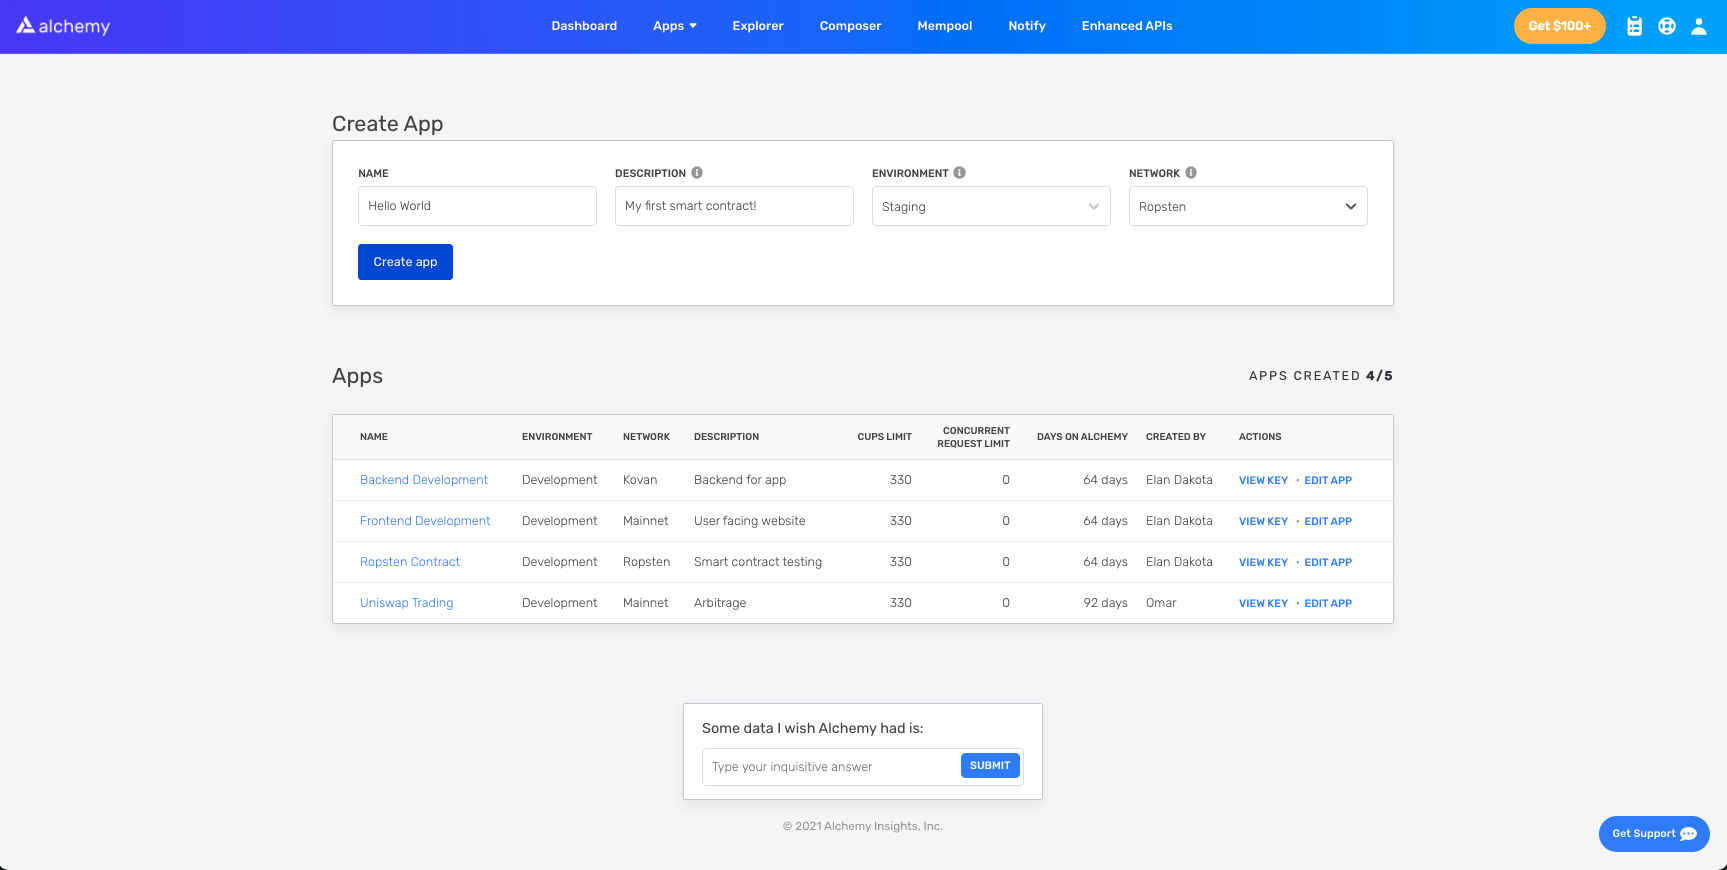 alchemy
Dashboard Apps Explorer Composer Mempool Notify Enhanced APIs Get $100+
Create App
NAME DESCRIPTION ENVIRONMENT NETWORK
Hello World My first smart contract! Staging Ropsten
Create app
Apps APPS CREATED 4/5
NAME ENVIRONMENT NETWORK DESCRIPTION CUPS LIMIT CONCURRENT REQUEST LIMIT DAYS ON ALCHEMY CREATED BY ACTIONS
Backend Development Development Kovan Backend for app 330 0 64 days Elan Dakota VIEW KEY • EDIT APP
Frontend Development Development Mainnet User facing website 330 0 64 days Elan Dakota VIEW KEY • EDIT APP
Ropsten Contract Development Ropsten Smart contract testing 330 0 64 days Elan Dakota VIEW KEY • EDIT APP
Uniswap Trading Development Mainnet Arbitrage 330 0 92 days Omar VIEW KEY • EDIT APP
Some data I wish Alchemy had is:
Type your inquisitive answer SUBMIT
© 2021 Alchemy Insights, Inc.
Get Support